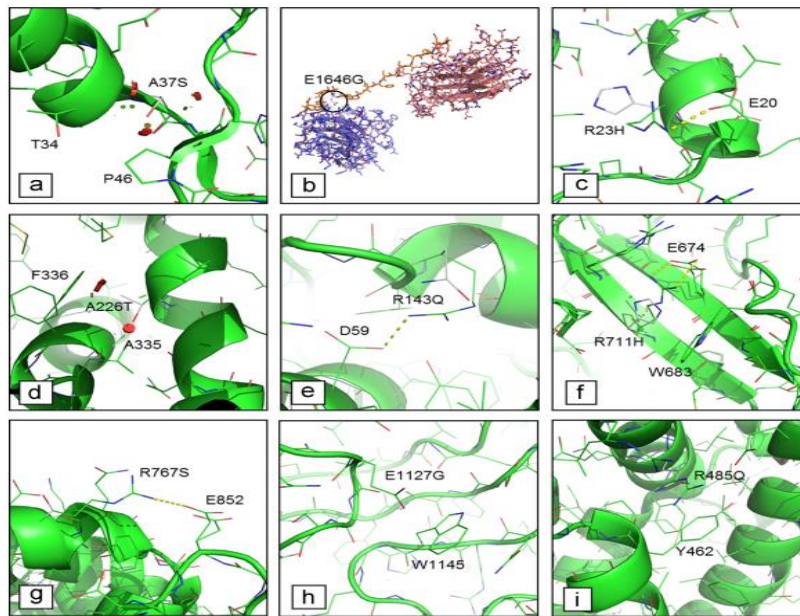 A37S
T34
P46
a
E1646G
b
R23H
E20
c
F336
A226T
A335
d
R143Q
D59
e
E674
R711H
W683
f
R767S
E852
g
E1127G
W1145
h
R485Q
Y462
i